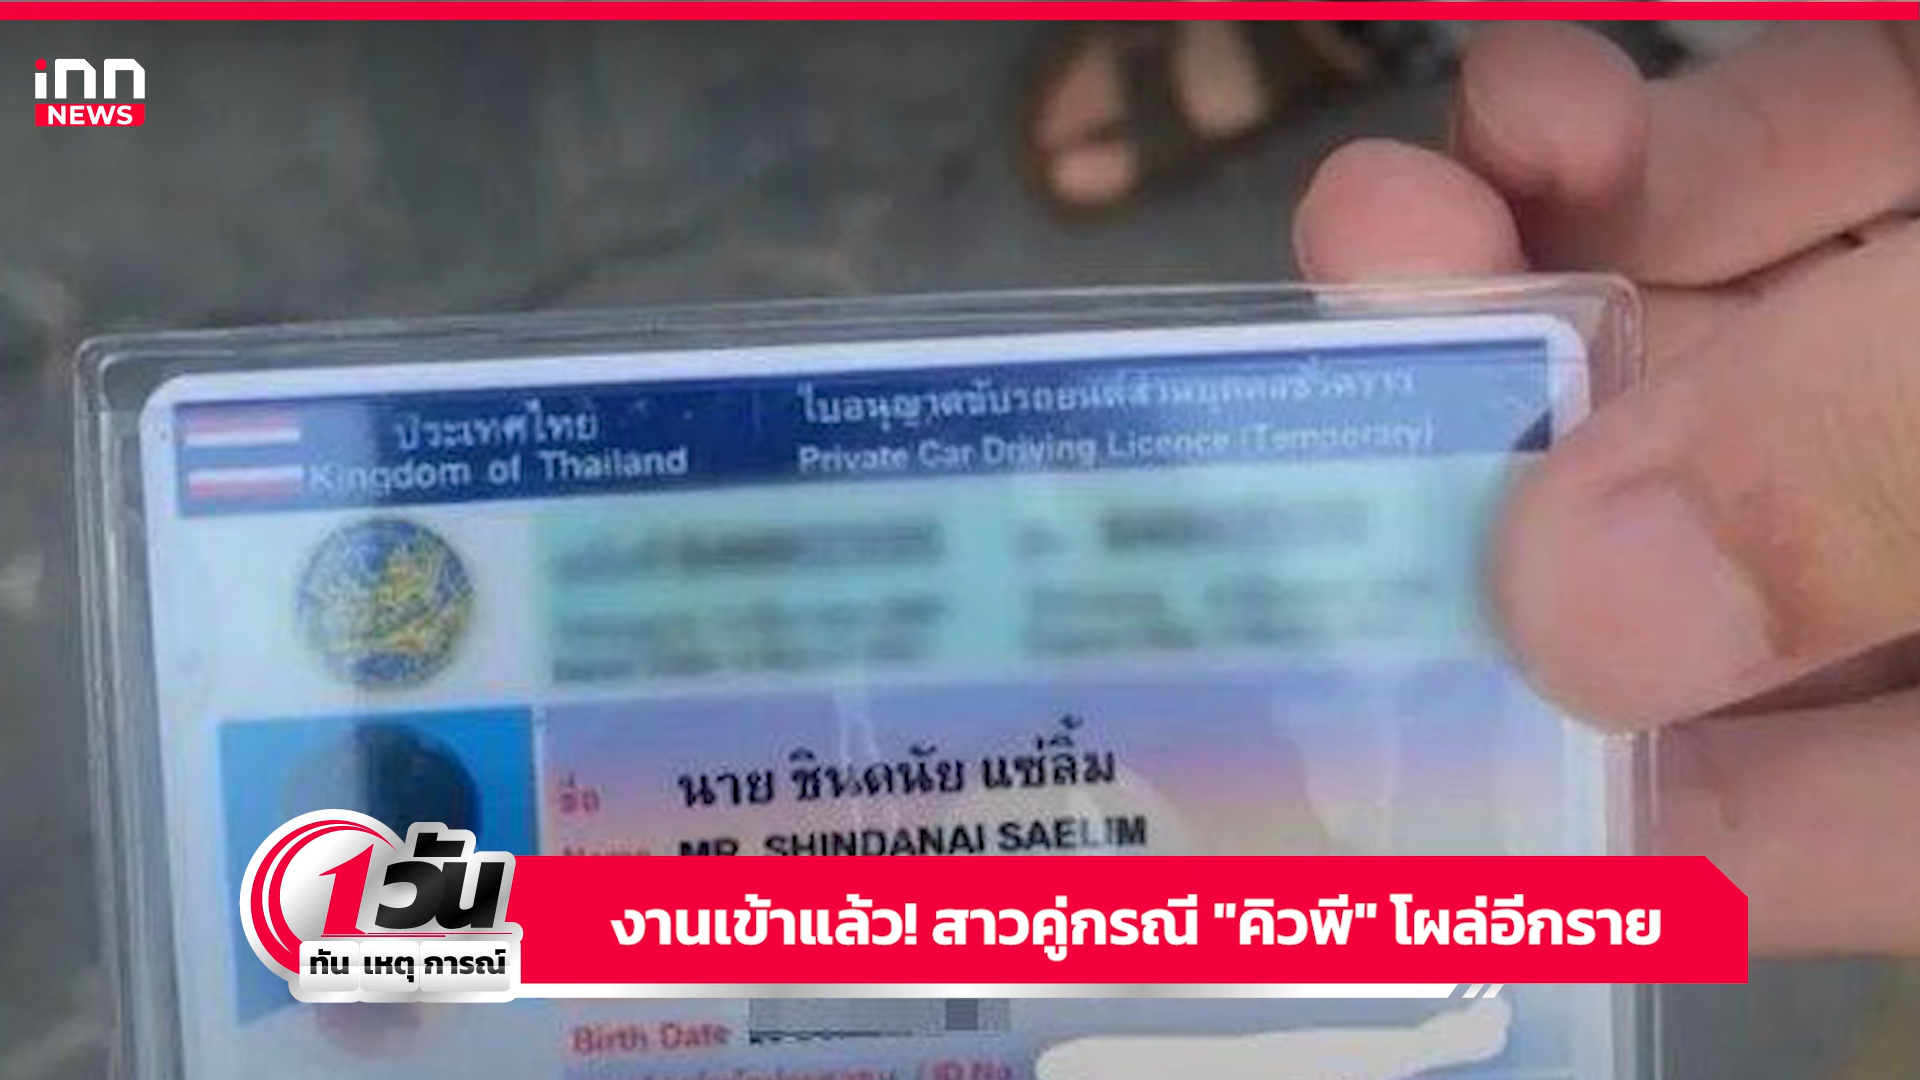 inn
NEWS
ประเทศไทย
Kingdom of Thailand
ใบอนุญาตขับรถยนต์ส่วนบุคคลชั่วคราว
Private Car Driving Licence (Temporary)
ชื่อ นาย ชินดนัย แซ่ลิ้ม
Name MR. SHINDANAI SAELIM
1วัน
ทัน เหตุ การณ์
งานเข้าแล้ว! สาวคู่กรณี "คิวพี" โผล่อีกราย
Birth Date
ID No